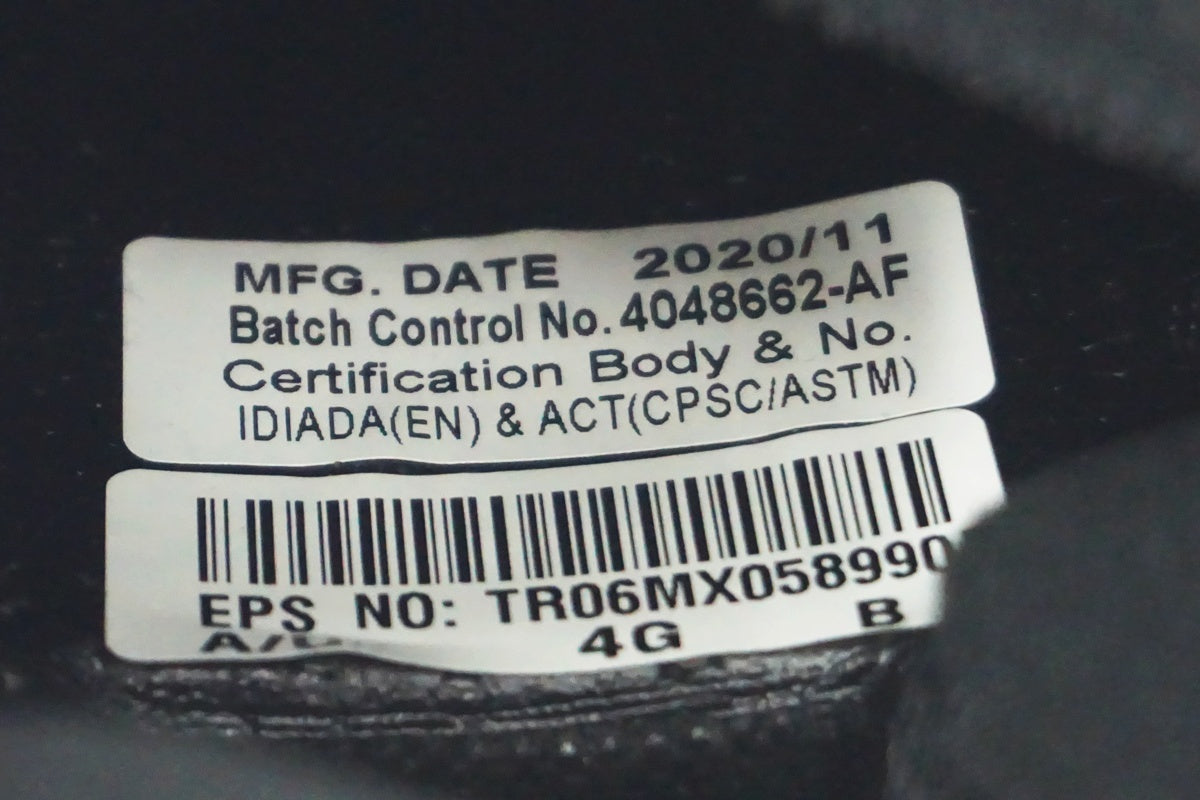 MFG. DATE 2020/11
Batch Control No. 4048662-AF
Certification Body & No.
IDIADA(EN) & ACT(CPSC/ASTM)
EPS NO: TR06MX058990
4G B